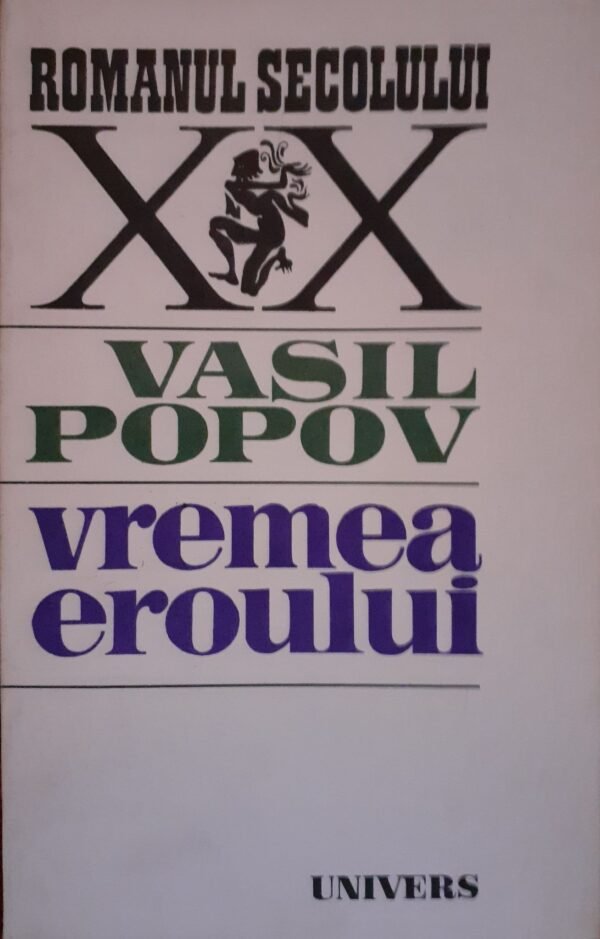 ROMANUL SECOLULUI
XX
VASIL
POPOV
vremea
eroului
UNIVERS